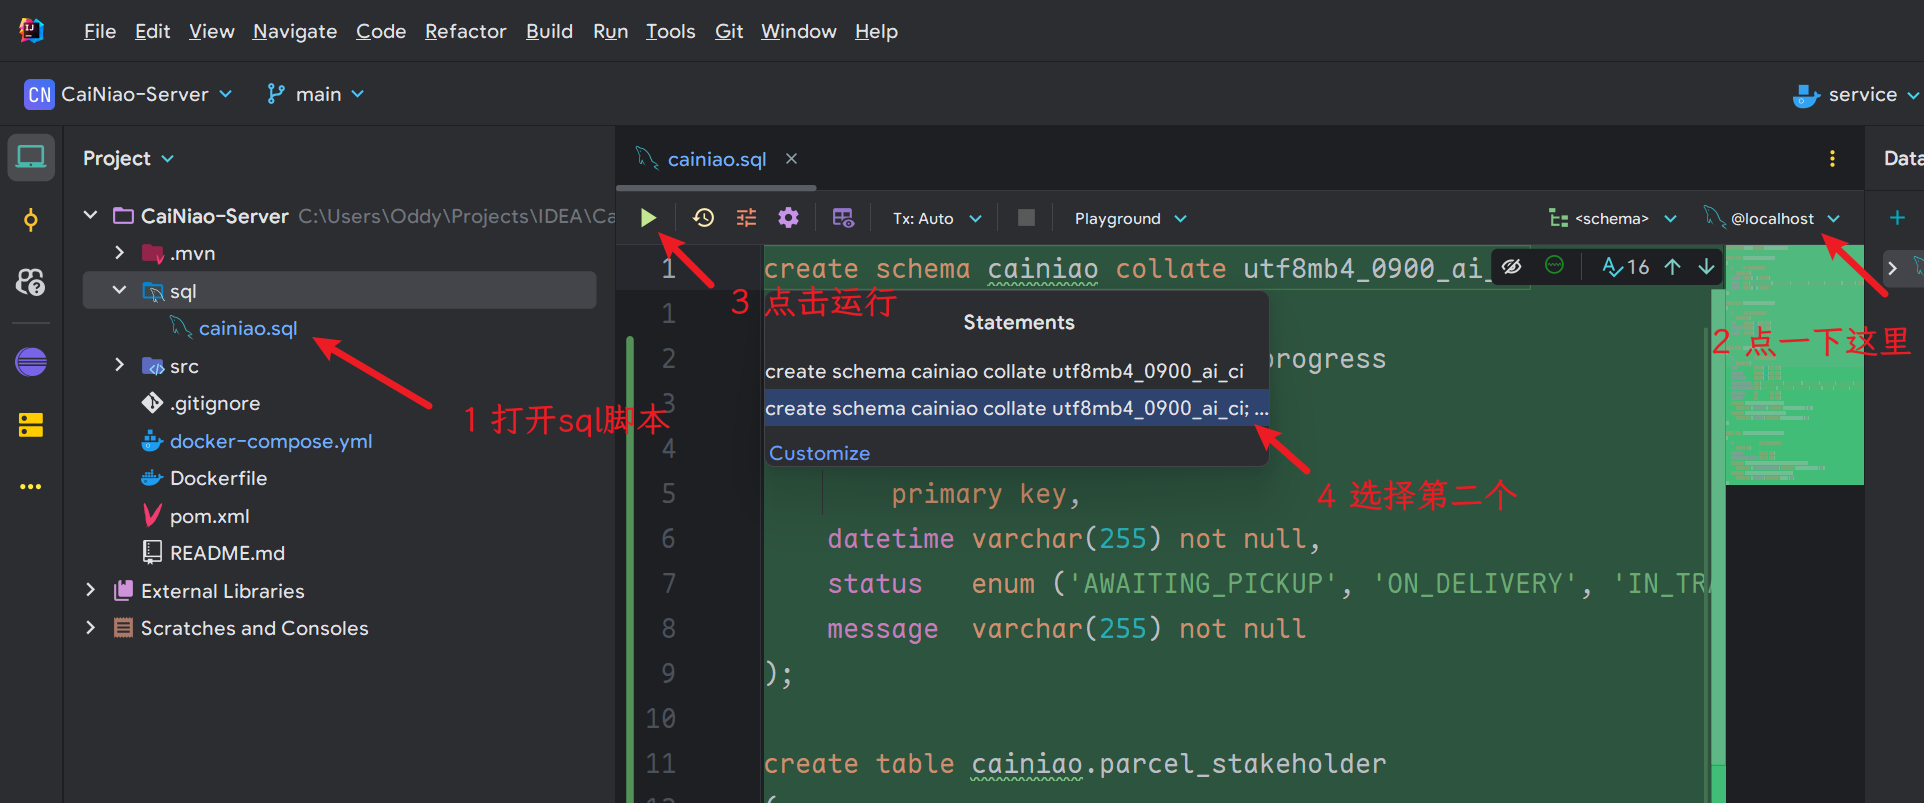 File Edit View Navigate Code Refactor Build Run Tools Git Window Help
CN CaiNiao-Server main service
Project
cainiao.sql
CaiNiao-Server C:\Users\Oddy\Projects\IDEA\Ca
.mvn
sql
cainiao.sql
src
.gitignore
docker-compose.yml
Dockerfile
pom.xml
README.md
External Libraries
Scratches and Consoles
Tx: Auto Playground <schema> @localhost
1 create schema cainiao collate utf8mb4_0900_ai_
16
1
2 progress
3
4
5 primary key,
6 datetime varchar(255) not null,
7 status enum ('AWAITING_PICKUP', 'ON_DELIVERY', 'IN_TRA
8 message varchar(255) not null
9 );
10
11 create table cainiao.parcel_stakeholder
Statements
create schema cainiao collate utf8mb4_0900_ai_ci
create schema cainiao collate utf8mb4_0900_ai_ci; ...
Customize
1 打开sql脚本
2 点一下这里
3 点击运行
4 选择第二个
Data